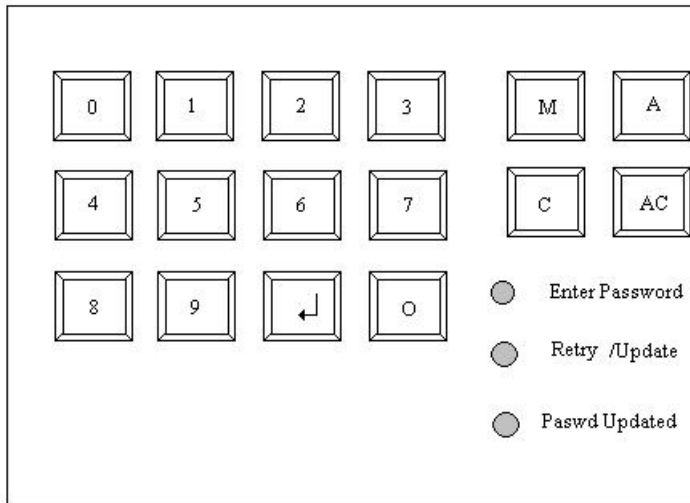 0 1 2 3 M A
4 5 6 7 C AC
8 9 O
Enter Password
Retry /Update
Paswd Updated